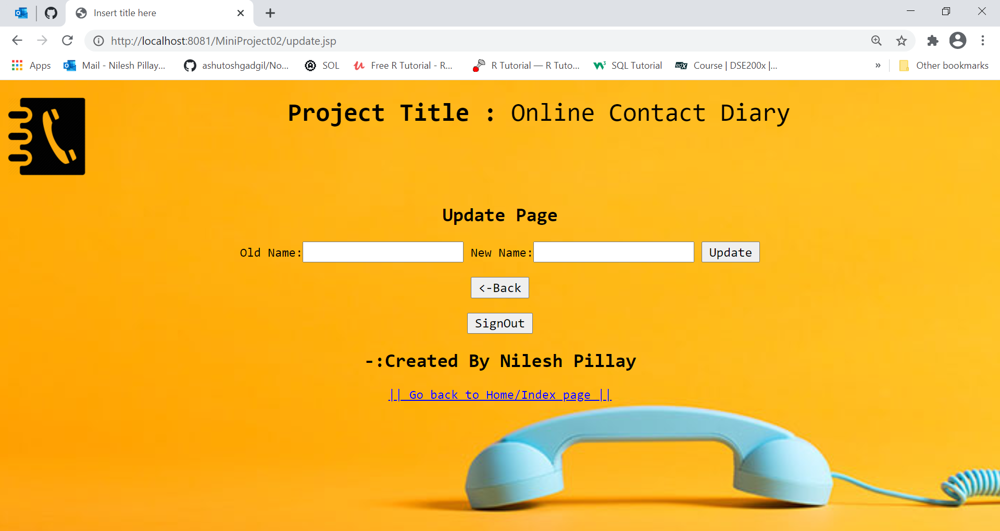 Insert title here
http://localhost:8081/MiniProject02/update.jsp
Apps Mail - Nilesh Pillay... ashutoshgadgil/No... SOL Free R Tutorial - R... R Tutorial — R Tuto... SQL Tutorial Course | DSE200x |... » Other bookmarks
Project Title : Online Contact Diary
Update Page
Old Name: New Name: Update
<-Back
SignOut
-:Created By Nilesh Pillay
|| Go back to Home/Index page ||